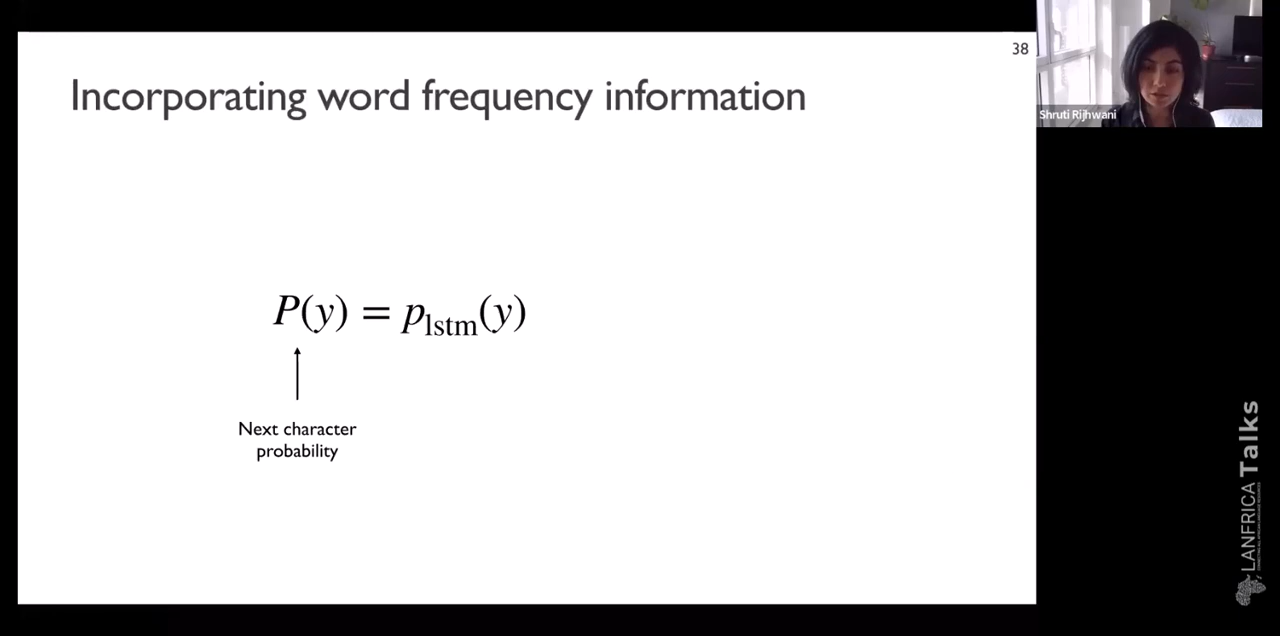 38
Incorporating word frequency information
P(y) = p_lstm(y)
Next character
probability
Shruti Rijhwani
LANFRICA Talks